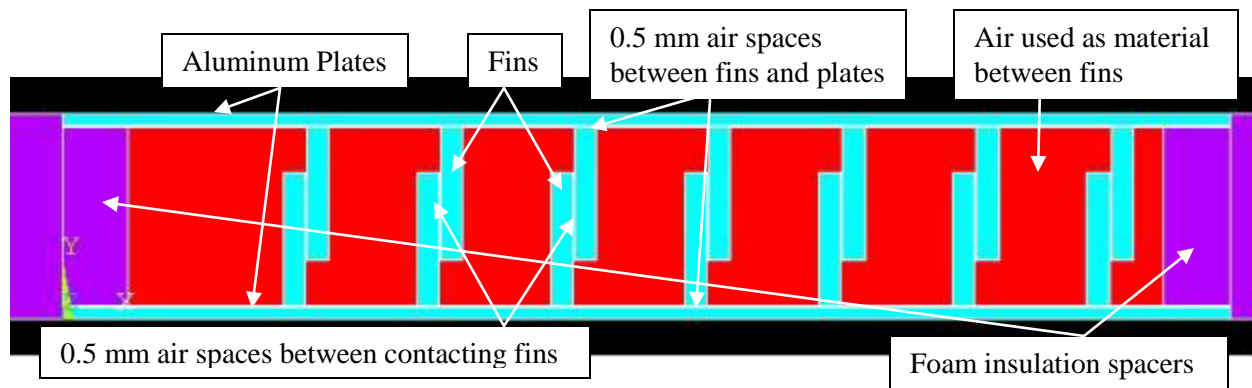 Aluminum Plates
Fins
0.5 mm air spaces
between fins and plates
Air used as material
between fins
Y
X
0.5 mm air spaces between contacting fins
Foam insulation spacers